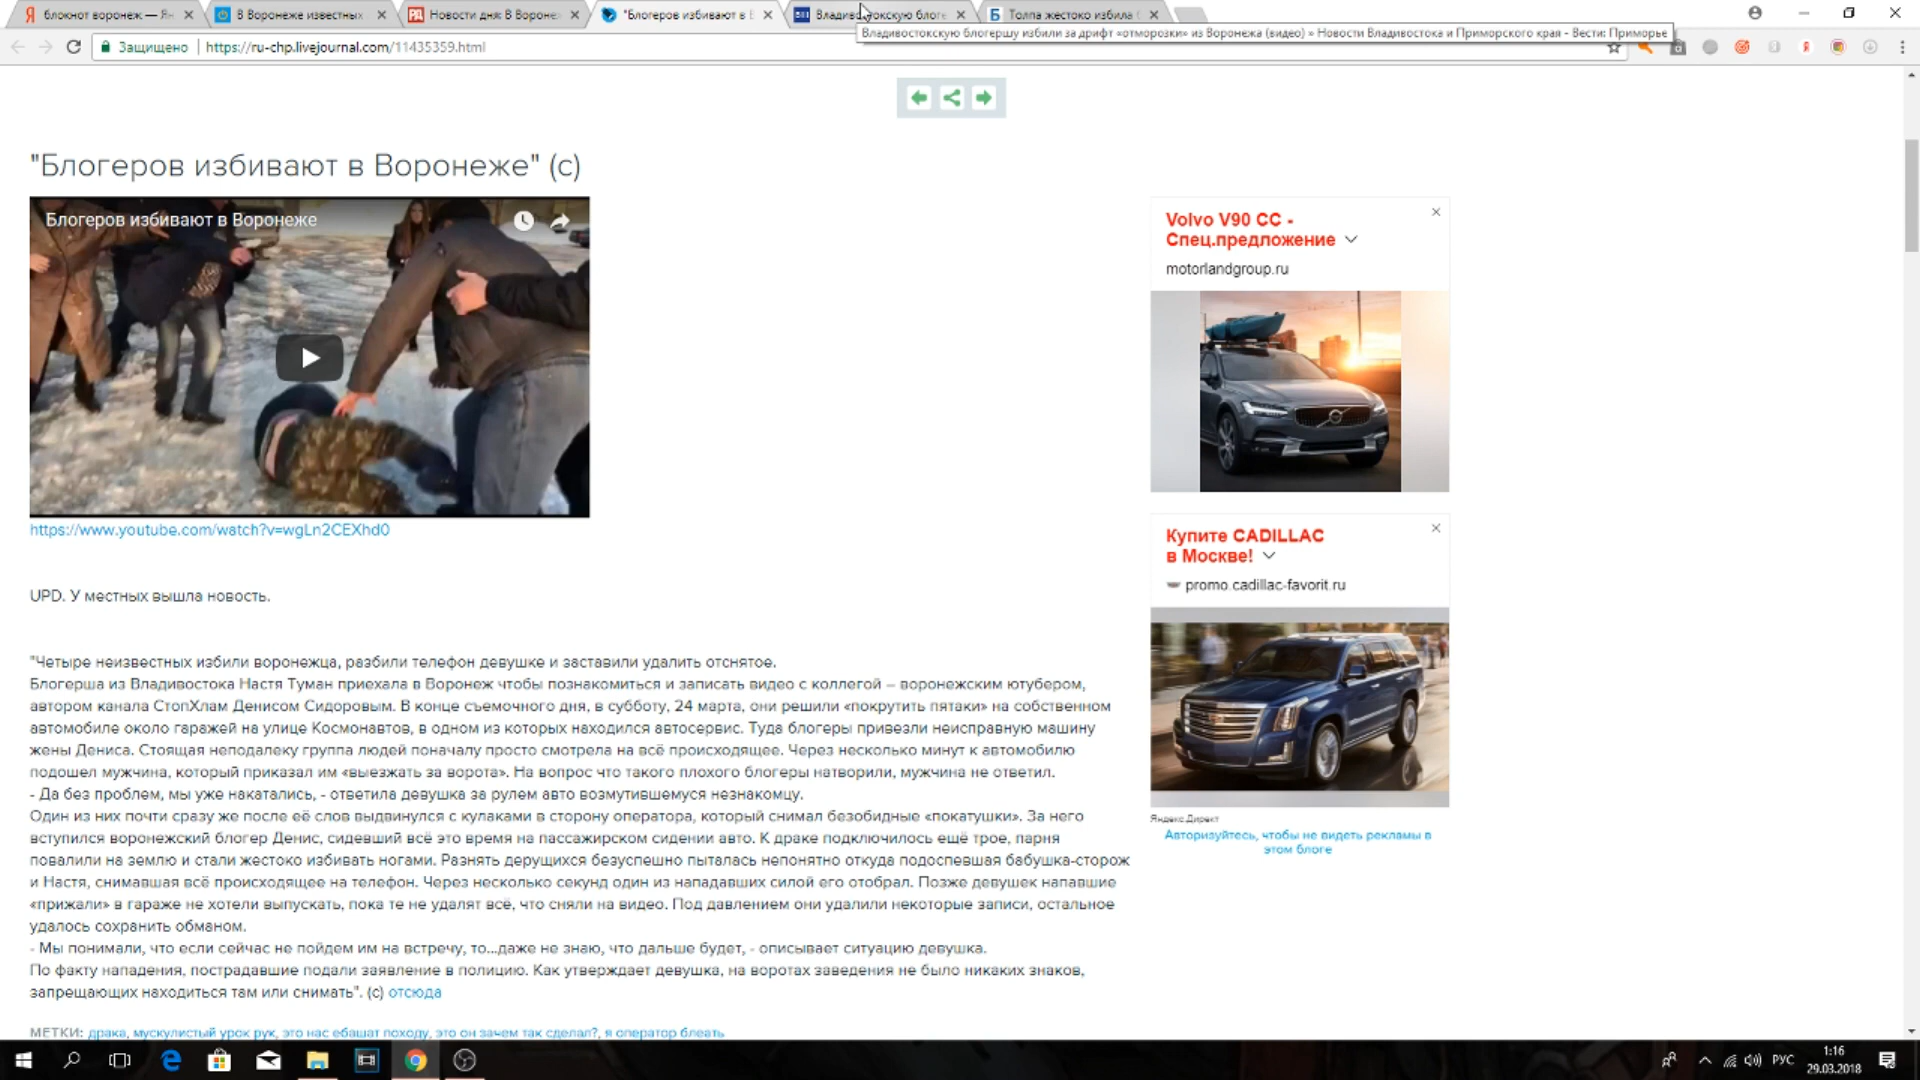 блокнот воронеж — Ян
В Воронеже известных
Новости дня: В Воронеж
"Блогеров избивают в В
Владивостокскую блоге
Толпа жестоко избила (
Защищено
https://ru-chp.livejournal.com/11435359.html
Владивостокскую блогершу избили за дрифт «отморозки» из Воронежа (видео) » Новости Владивостока и Приморского края - Вести: Приморье
"Блогеров избивают в Воронеже" (с)
Блогеров избивают в Воронеже
https://www.youtube.com/watch?v=wgLn2CEXhd0
UPD. У местных вышла новость.
"Четыре неизвестных избили воронежца, разбили телефон девушке и заставили удалить отснятое.
Блогерша из Владивостока Настя Туман приехала в Воронеж чтобы познакомиться и записать видео с коллегой – воронежским ютубером,
автором канала СтопХлам Денисом Сидоровым. В конце съемочного дня, в субботу, 24 марта, они решили «покрутить пятаки» на собственном
автомобиле около гаражей на улице Космонавтов, в одном из которых находился автосервис. Туда блогеры привезли неисправную машину
жены Дениса. Стоящая неподалеку группа людей поначалу просто смотрела на всё происходящее. Через несколько минут к автомобилю
подошел мужчина, который приказал им «выезжать за ворота». На вопрос что такого плохого блогеры натворили, мужчина не ответил.
- Да без проблем, мы уже накатались, - ответила девушка за рулем авто возмутившемуся незнакомцу.
Один из них почти сразу же после её слов выдвинулся с кулаками в сторону оператора, который снимал безобидные «покатушки». За него
вступился воронежский блогер Денис, сидевший всё это время на пассажирском сидении авто. К драке подключилось ещё трое, парня
повалили на землю и стали жестоко избивать ногами. Разнять дерущихся безуспешно пыталась непонятно откуда подоспевшая бабушка-сторож
и Настя, снимавшая всё происходящее на телефон. Через несколько секунд один из нападавших силой его отобрал. Позже девушек напавшие
«прижали» в гараже не хотели выпускать, пока те не удалят всё, что сняли на видео. Под давлением они удалили некоторые записи, остальное
удалось сохранить обманом.
- Мы понимали, что если сейчас не пойдем им на встречу, то...даже не знаю, что дальше будет, - описывает ситуацию девушка.
По факту нападения, пострадавшие подали заявление в полицию. Как утверждает девушка, на воротах заведения не было никаких знаков,
запрещающих находиться там или снимать". (с) отсюда
МЕТКИ: драка, мускулистый урок рук, это нас ебашат походу, это он зачем так сделал?, я оператор блеать
Volvo V90 CC -
Спец.предложение
motorlandgroup.ru
Купите CADILLAC
в Москве!
promo.cadillac-favorit.ru
Яндекс.Директ
Авторизуйтесь, чтобы не видеть рекламы в
этом блоге
РУС
1:16
29.03.2018